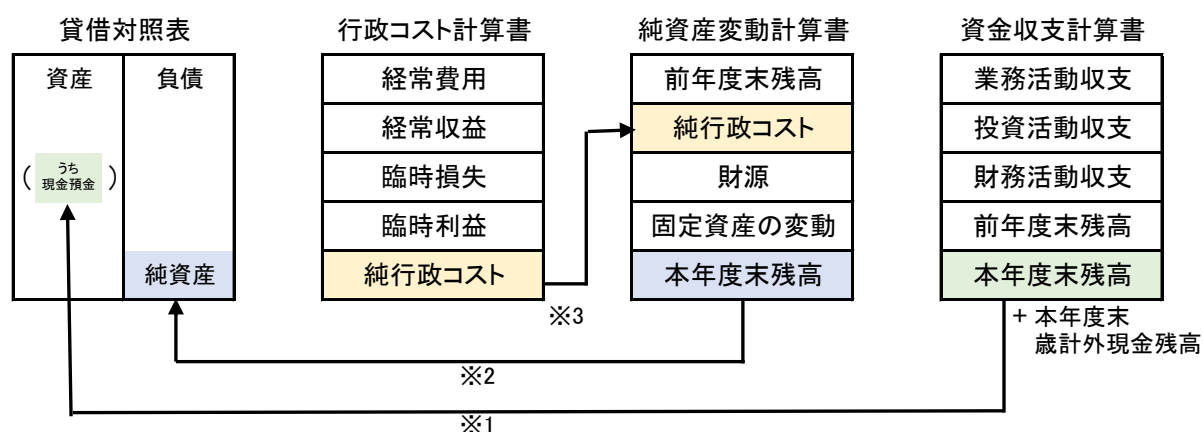 貸借対照表
資産
負債
(うち
現金預金)
純資産
行政コスト計算書
経常費用
経常収益
臨時損失
臨時利益
純行政コスト
純資産変動計算書
前年度末残高
純行政コスト
財源
固定資産の変動
本年度末残高
資金収支計算書
業務活動収支
投資活動収支
財務活動収支
前年度末残高
本年度末残高
+ 本年度末
歳計外現金残高
※3
※2
※1